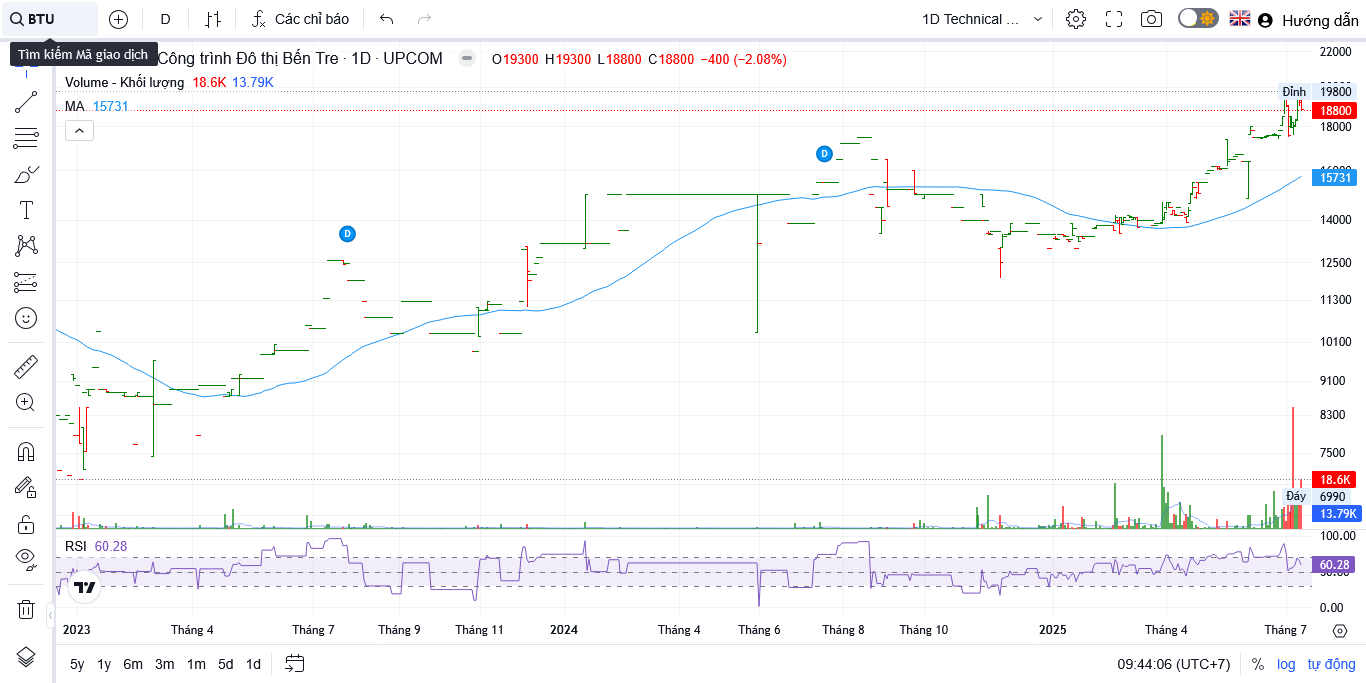 BTU
D
Các chỉ báo
1D Technical ...
Hướng dẫn
Tìm kiếm Mã giao dịch
Công trình Đô thị Bến Tre · 1D · UPCOM
O19300 H19300 L18800 C18800 −400 (−2.08%)
Volume - Khối lượng 18.6K 13.79K
MA 15731
22000
Đỉnh 19800
18800
18000
15731
14000
12500
11300
10100
9100
8300
7500
18.6K
Đáy 6990
13.79K
D
D
RSI 60.28
100.00
60.28
0.00
2023 Tháng 4 Tháng 7 Tháng 9 Tháng 11 2024 Tháng 4 Tháng 6 Tháng 8 Tháng 10 2025 Tháng 4 Tháng 7
5y 1y 6m 3m 1m 5d 1d
09:44:06 (UTC+7) % log tự động